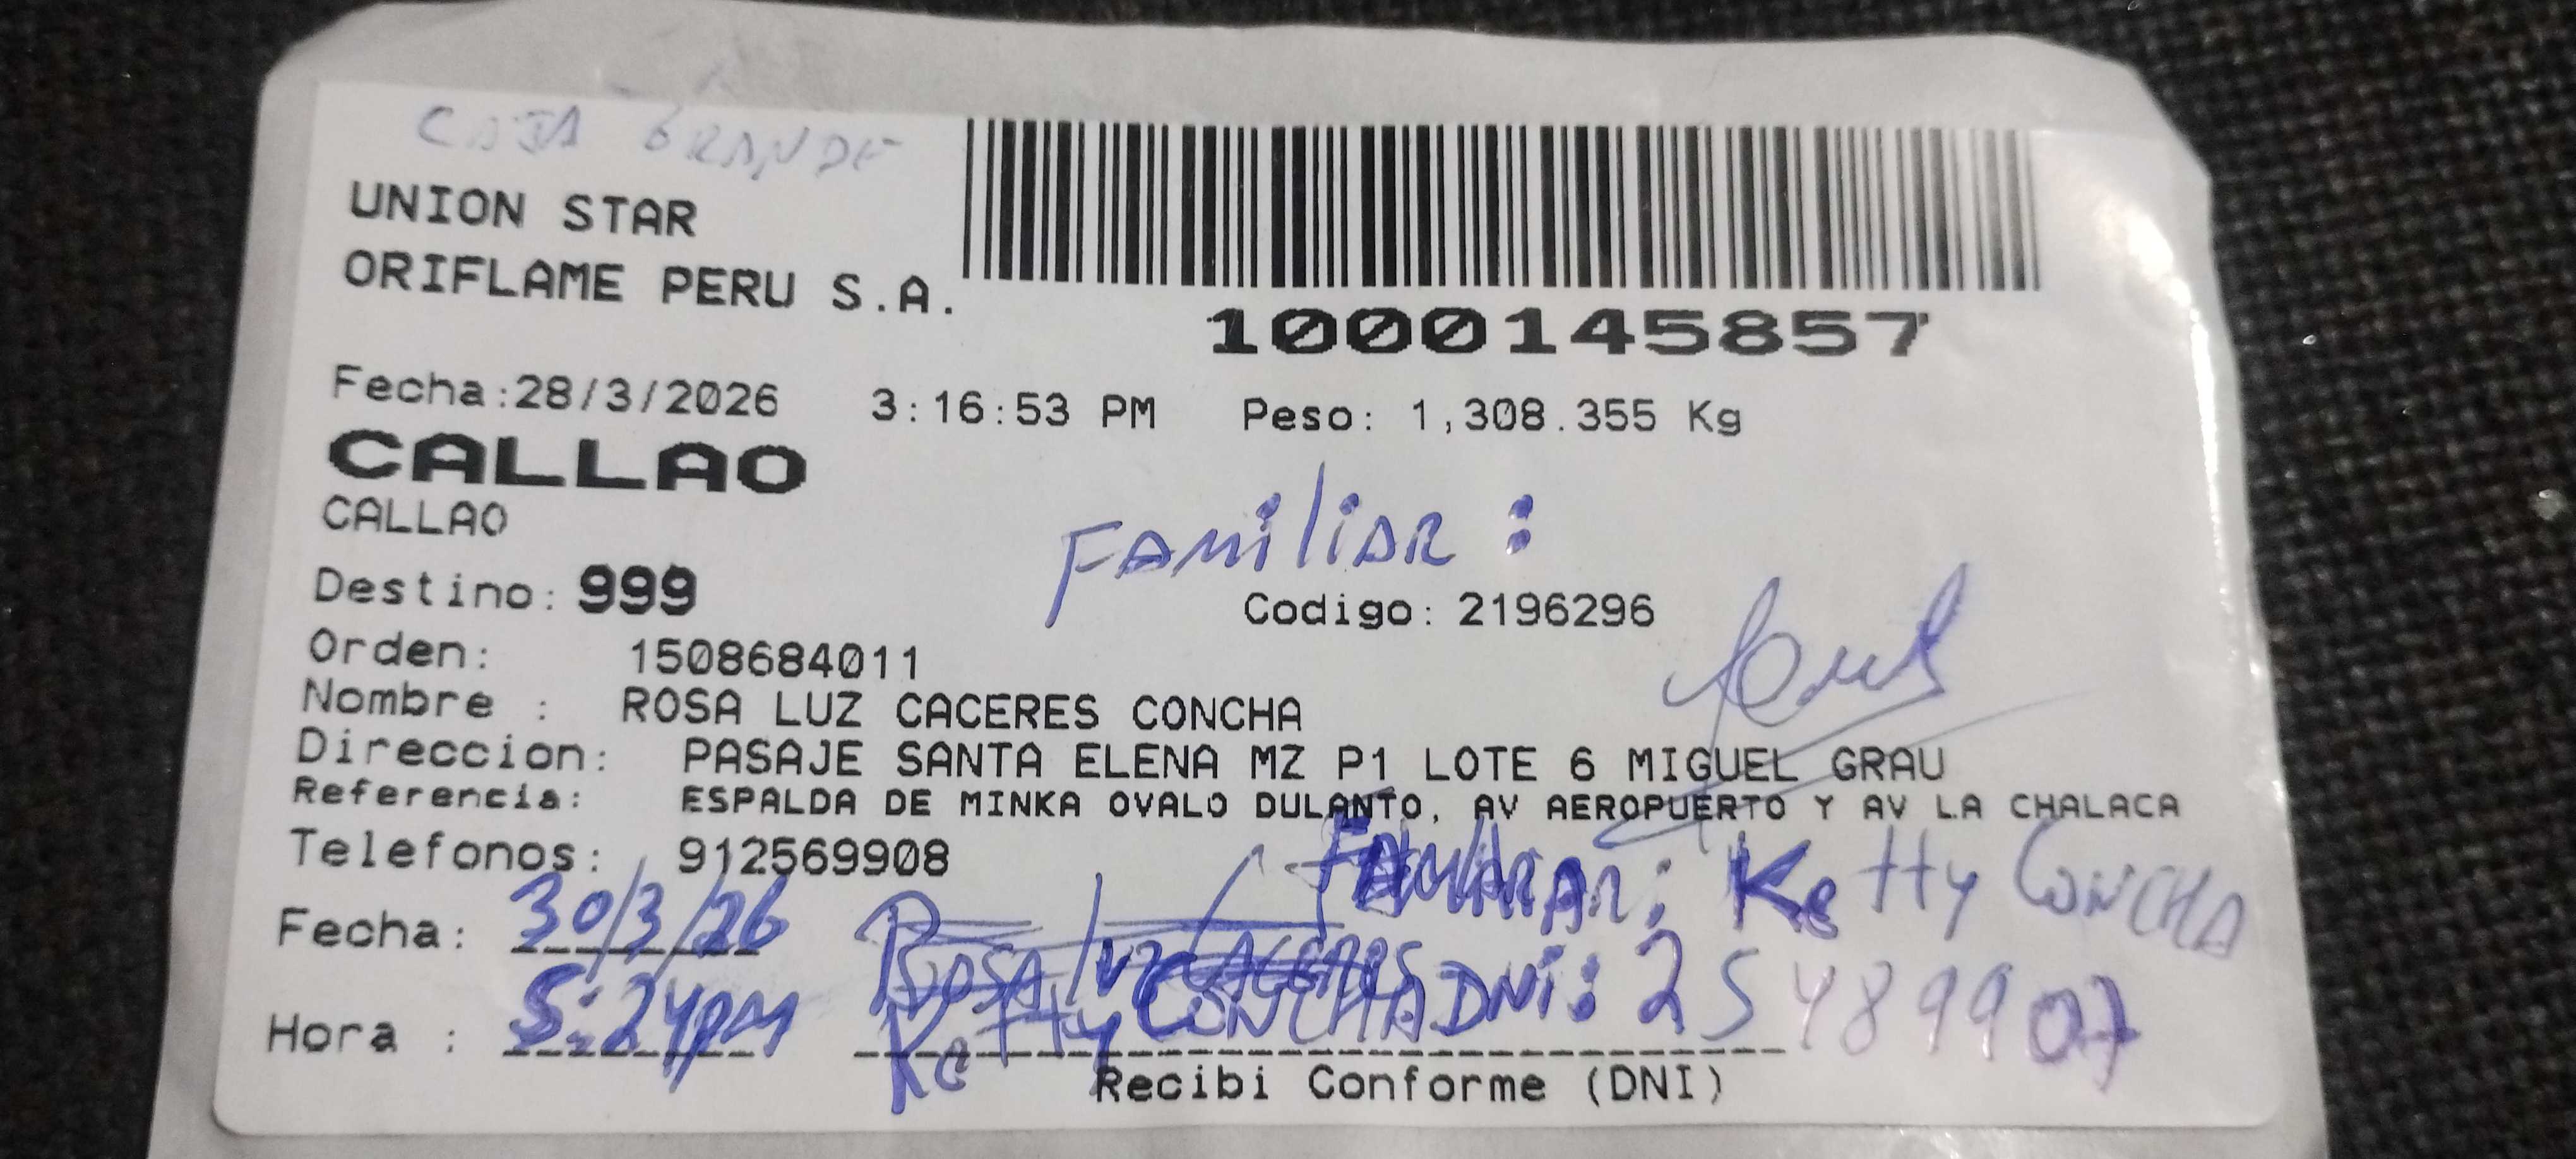 CAJA GRANDE
UNION STAR
ORIFLAME PERU S.A.
1000145857
Fecha:28/3/2026 3:16:53 PM Peso: 1,308.355 Kg
CALLAO
CALLAO
FAMiliAR :
Destino: 999
Codigo: 2196296
Orden: 1508684011
Nombre : ROSA LUZ CACERES CONCHA
Direccion: PASAJE SANTA ELENA MZ P1 LOTE 6 MIGUEL GRAU
Referencia: ESPALDA DE MINKA OVALO DULANTO, AV AEROPUERTO Y AV LA CHALACA
Telefonos: 912569908
Ketty CONCHA
Fecha: 30/3/26
ROSA luz CACERES
Hora : 5:24pm Ketty CONCHA DNi: 25489907
Recibi Conforme (DNI)